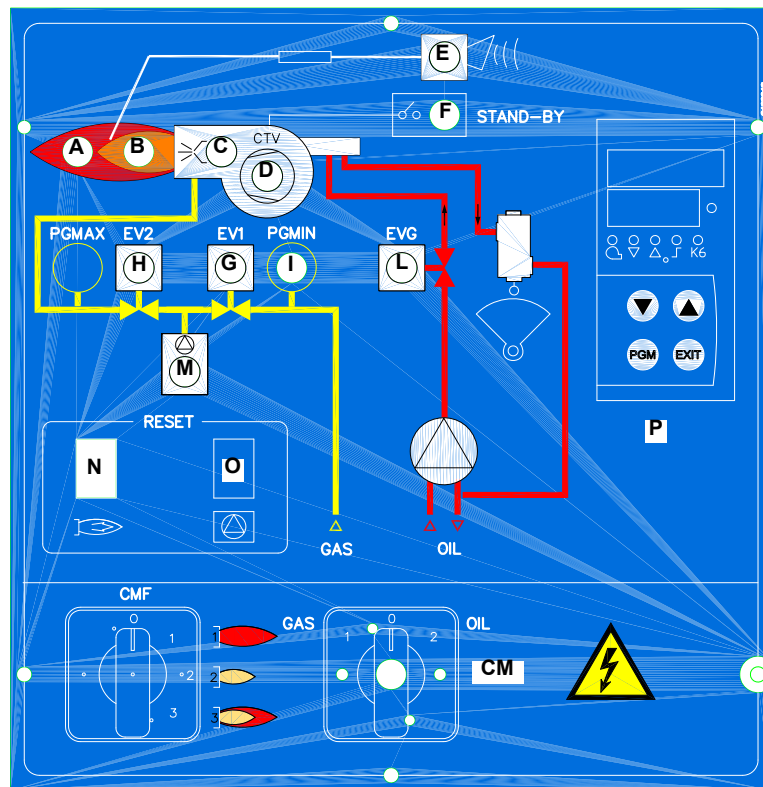 E
F STAND-BY
A B C CTV
D
PGMAX EV2 EV1 PGMIN EVG
H G I L
K6
M
PGM EXIT
P
RESET
N O
GAS OIL
CMF
0 GAS 0 OIL
1 1 1 2
2 2 CM
3 3